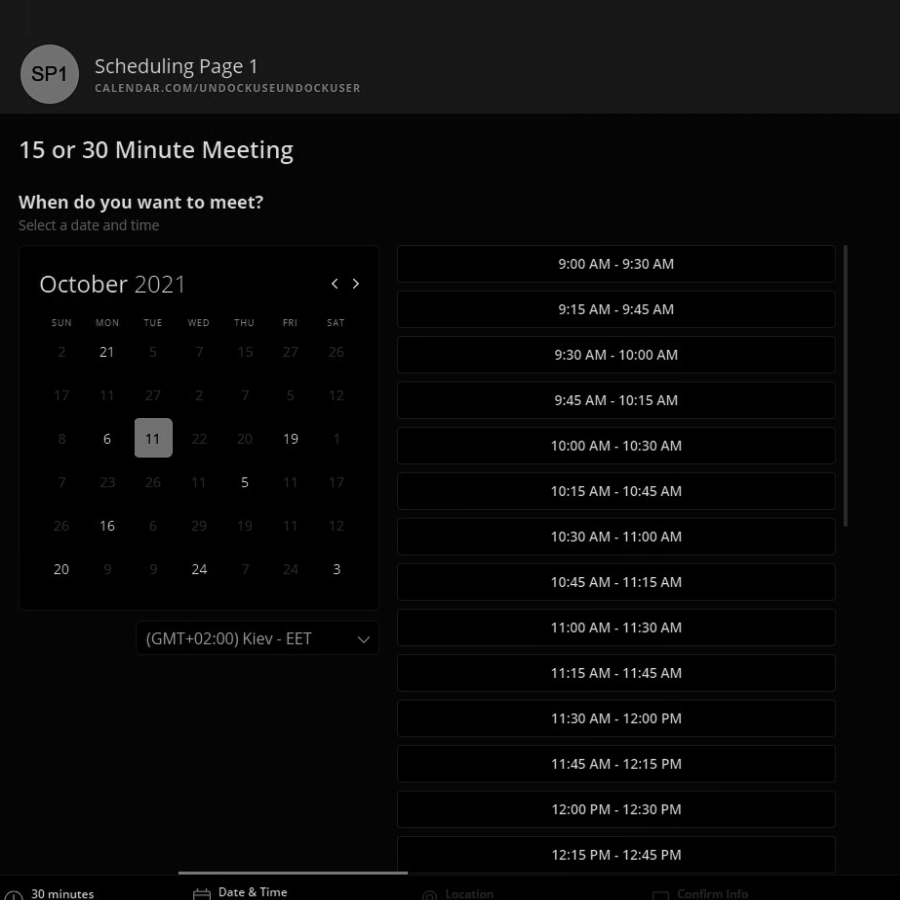 SP1
Scheduling Page 1
CALENDAR.COM/UNDOCKUSEUNDOCKUSER
15 or 30 Minute Meeting
When do you want to meet?
Select a date and time
October 2021
SUN MON TUE WED THU FRI SAT
2 21 5 7 15 27 26
17 11 27 2 7 5 12
8 6 11 22 20 19 1
7 23 26 11 5 11 17
26 16 6 29 19 11 12
20 9 9 24 7 24 3
(GMT+02:00) Kiev - EET
9:00 AM - 9:30 AM
9:15 AM - 9:45 AM
9:30 AM - 10:00 AM
9:45 AM - 10:15 AM
10:00 AM - 10:30 AM
10:15 AM - 10:45 AM
10:30 AM - 11:00 AM
10:45 AM - 11:15 AM
11:00 AM - 11:30 AM
11:15 AM - 11:45 AM
11:30 AM - 12:00 PM
11:45 AM - 12:15 PM
12:00 PM - 12:30 PM
12:15 PM - 12:45 PM
30 minutes
Date & Time
Location
Confirm Info